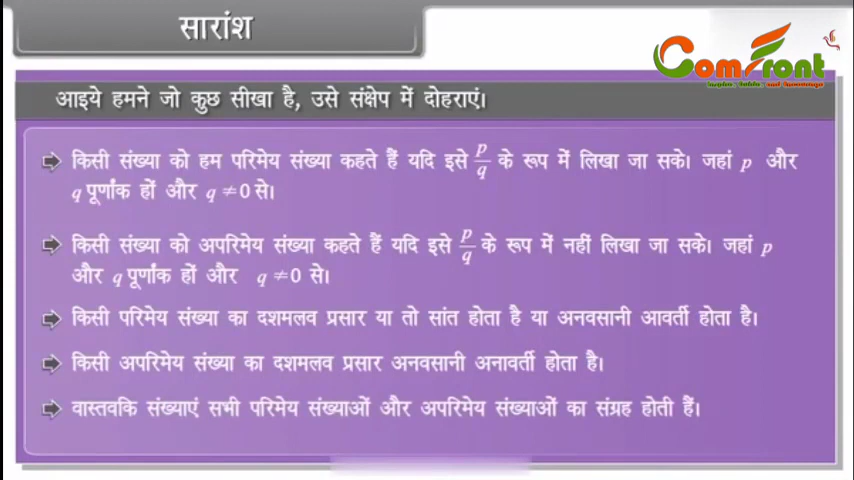 सारांश
ComFront
आइये हमने जो कुछ सीखा है, उसे संक्षेप में दोहराएं।
किसी संख्या को हम परिमेय संख्या कहते हैं यदि इसे p/q के रूप में लिखा जा सके। जहां p और
q पूर्णांक हों और q ≠ 0 से।
किसी संख्या को अपरिमेय संख्या कहते हैं यदि इसे p/q के रूप में नहीं लिखा जा सके। जहां p
और q पूर्णांक हों और q ≠ 0 से।
किसी परिमेय संख्या का दशमलव प्रसार या तो सांत होता है या अनवसानी आवर्ती होता है।
किसी अपरिमेय संख्या का दशमलव प्रसार अनवसानी अनावर्ती होता है।
वास्तवकि संख्याएं सभी परिमेय संख्याओं और अपरिमेय संख्याओं का संग्रह होती हैं।